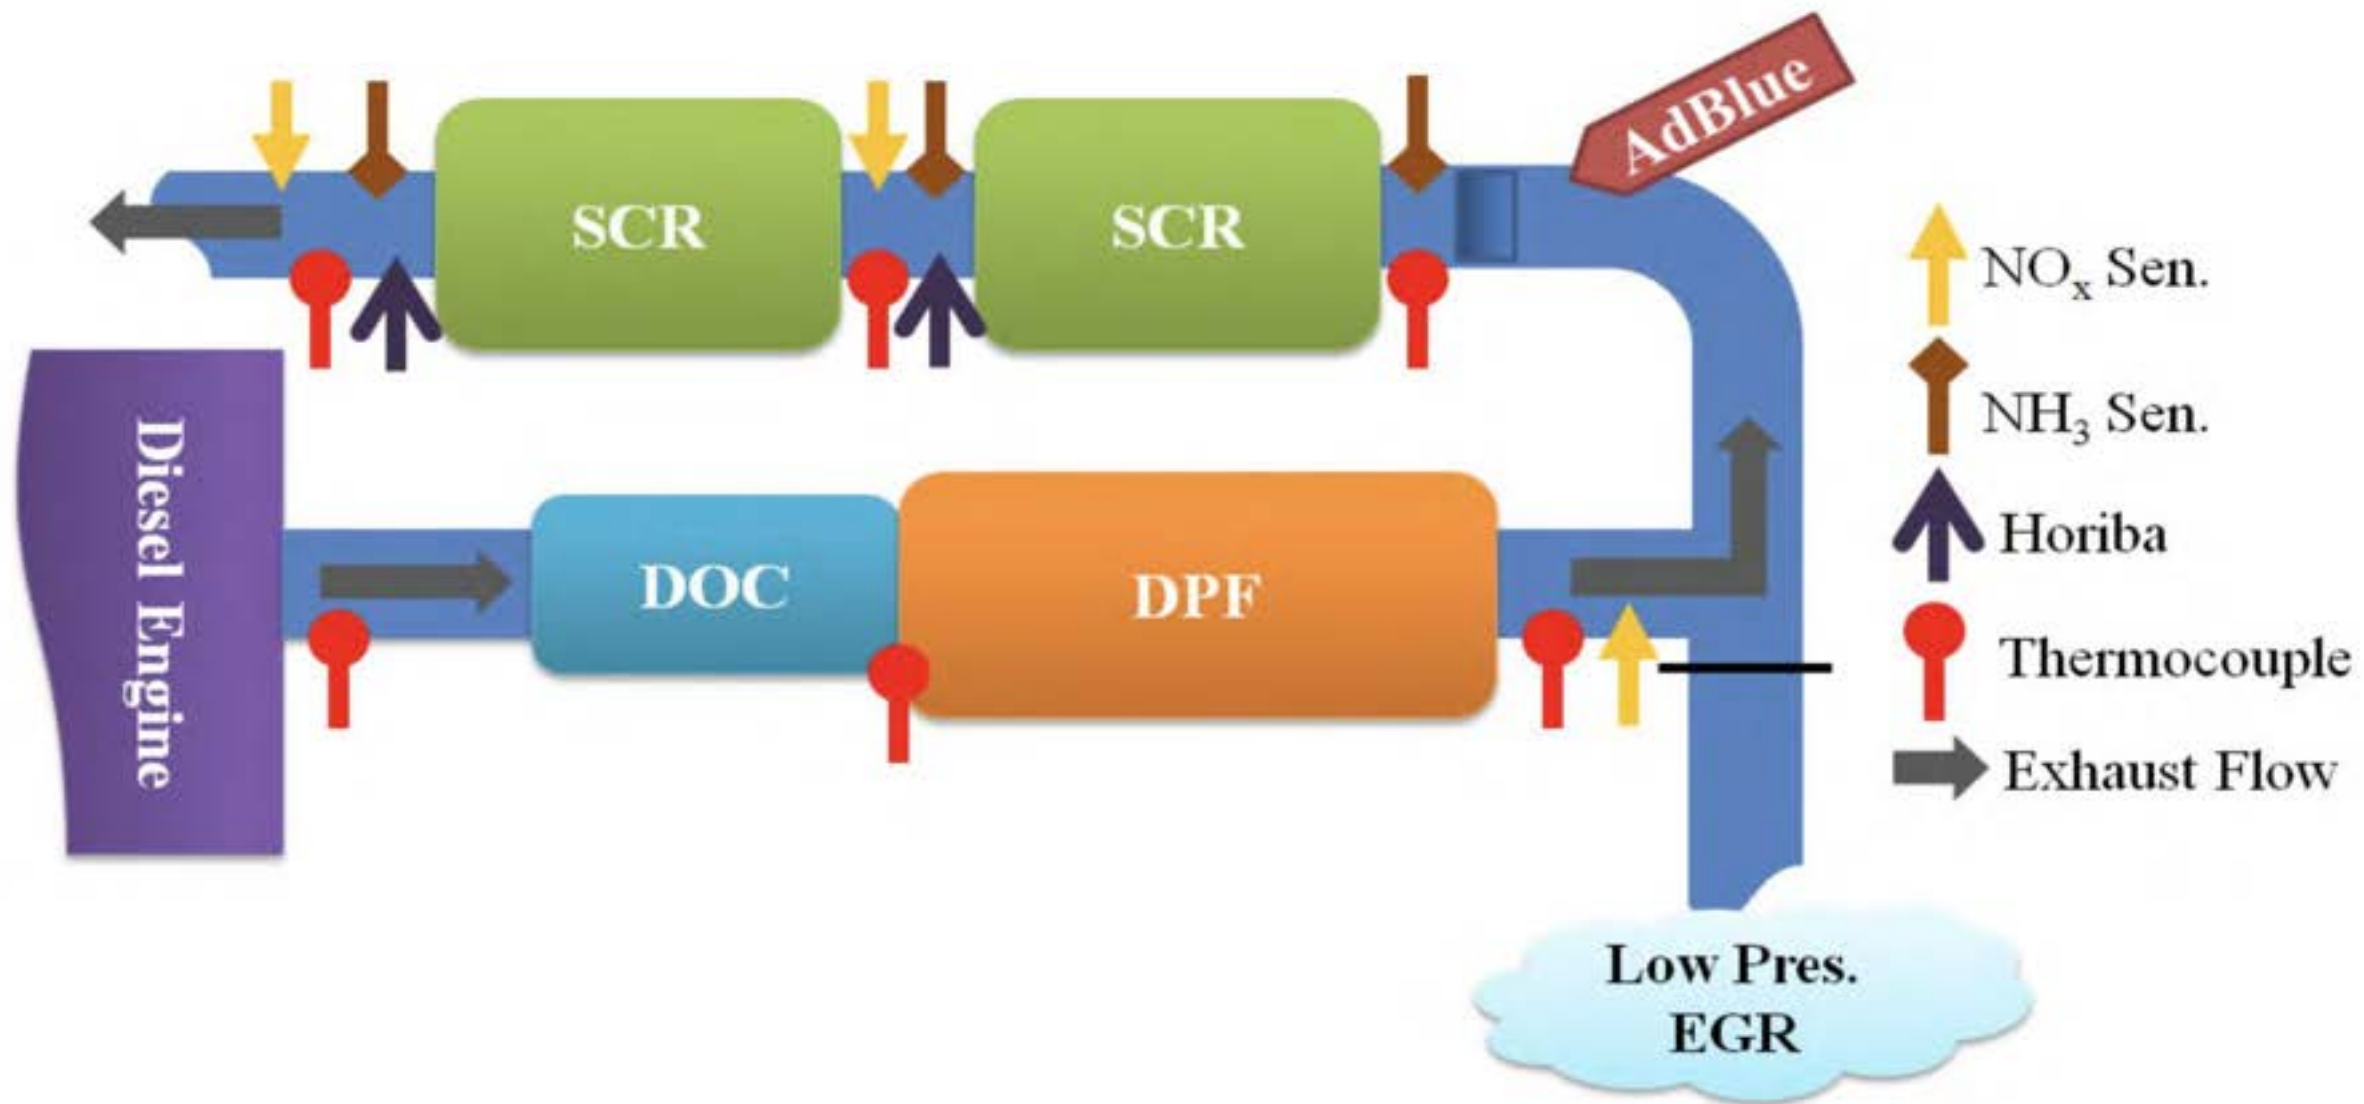 AdBlue
SCR
SCR
Diesel Engine
DOC
DPF
Low Pres.
EGR
NOx Sen.
NH3 Sen.
Horiba
Thermocouple
Exhaust Flow